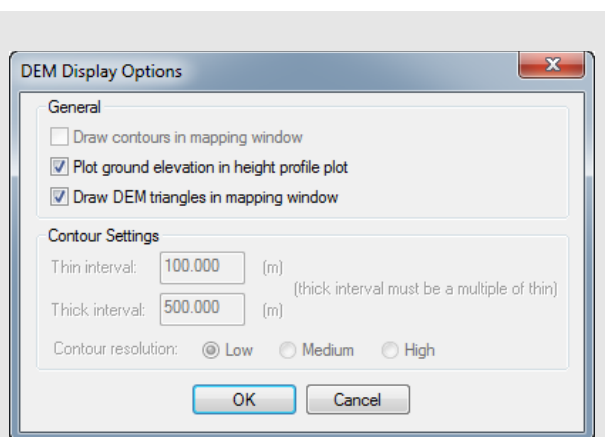 DEM Display Options
General
Draw contours in mapping window
Plot ground elevation in height profile plot
Draw DEM triangles in mapping window
Contour Settings
Thin interval: 100.000 (m)
(thick interval must be a multiple of thin)
Thick interval: 500.000 (m)
Contour resolution: Low Medium High
OK Cancel